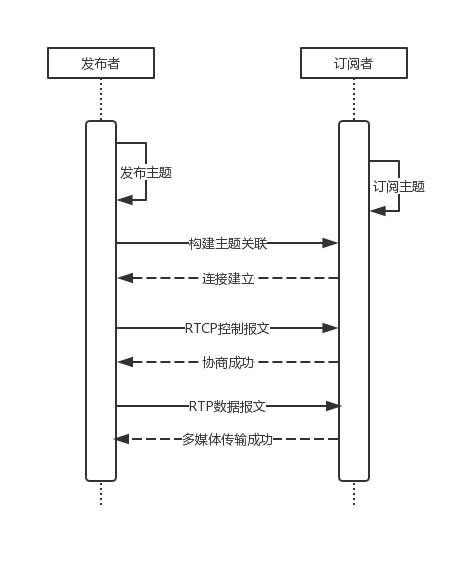 发布者
订阅者
发布主题
订阅主题
构建主题关联
连接建立
RTCP控制报文
协商成功
RTP数据报文
多媒体传输成功